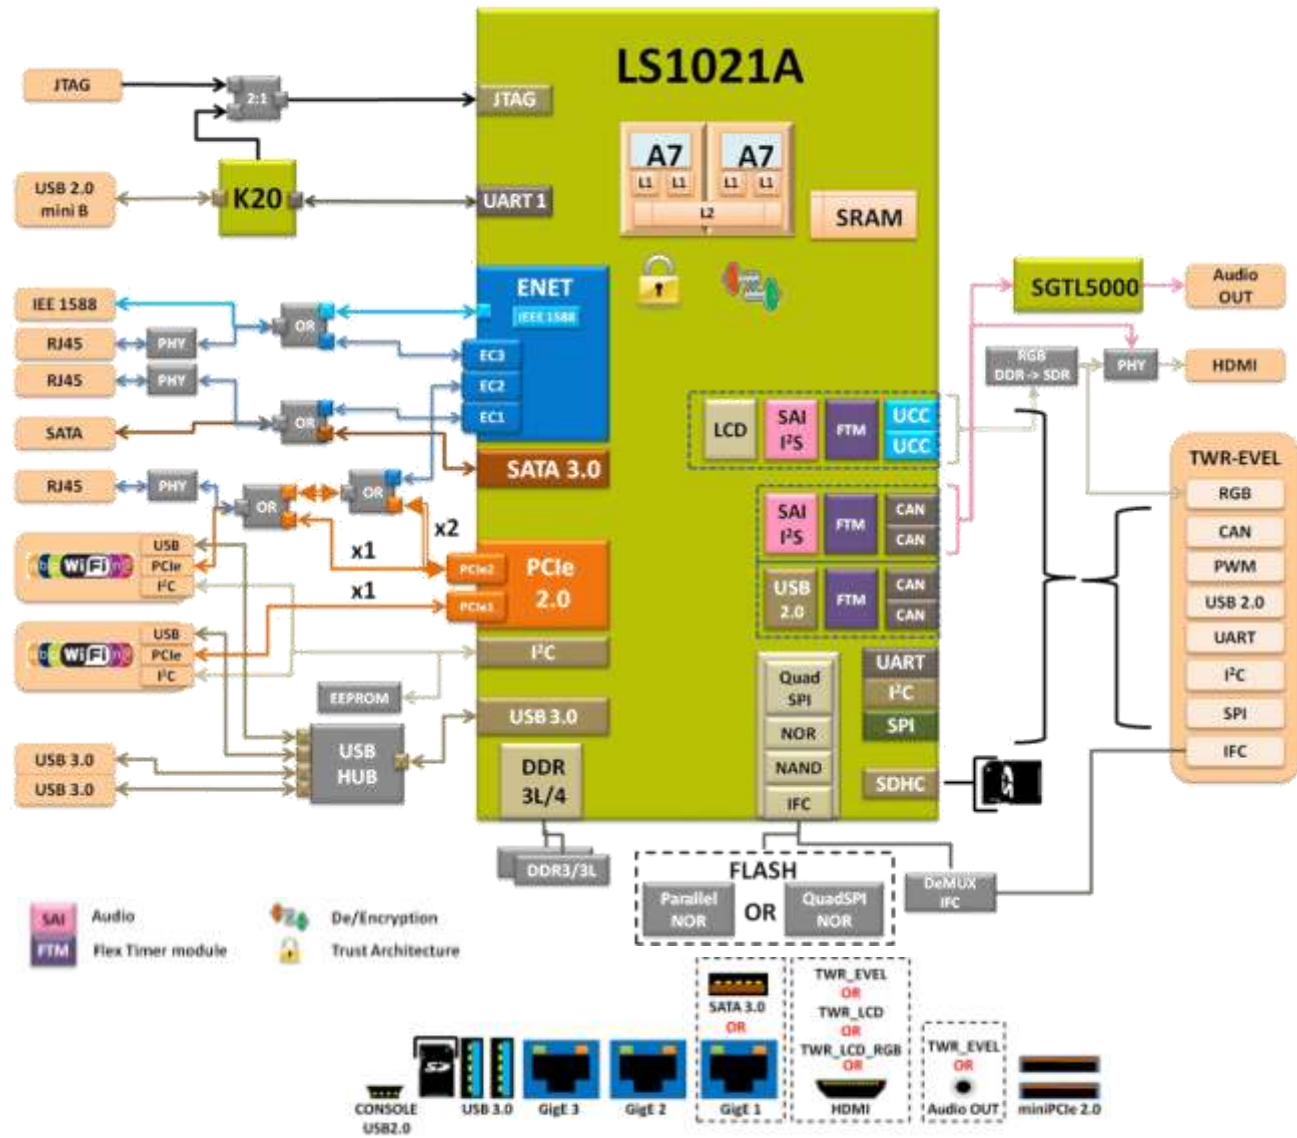 LS1021A
JTAG
2:1
JTAG
A7
A7
L1
L1
L1
L1
L2
SRAM
USB 2.0
mini B
K20
UART 1
ENET
IEEE 1588
IEE 1588
OR
RJ45
PHY
EC3
RJ45
PHY
EC2
EC1
SATA
OR
SATA 3.0
RJ45
PHY
OR
OR
x2
x1
x1
USB
PCIe
I²C
WiFi
PCIe2
PCIe1
PCIe
2.0
USB
PCIe
I²C
WiFi
I²C
EEPROM
USB 3.0
USB 3.0
USB 3.0
USB
HUB
DDR
3L/4
DDR3/3L
SGTL5000
Audio
OUT
RGB
DDR -> SDR
PHY
HDMI
LCD
SAI
I²S
FTM
UCC
UCC
SAI
I²S
FTM
CAN
CAN
USB
2.0
FTM
CAN
CAN
Quad
SPI
NOR
NAND
IFC
UART
I²C
SPI
SDHC
TWR-EVEL
RGB
CAN
PWM
USB 2.0
UART
I²C
SPI
IFC
FLASH
Parallel
NOR
OR
QuadSPI
NOR
DeMUX
IFC
SAI
Audio
De/Encryption
FTM
Flex Timer module
Trust Architecture
CONSOLE
USB2.0
USB 3.0
GigE 3
GigE 2
SATA 3.0
OR
GigE 1
TWR_EVEL
OR
TWR_LCD
OR
TWR_LCD_RGB
OR
HDMI
TWR_EVEL
OR
Audio OUT
miniPCIe 2.0